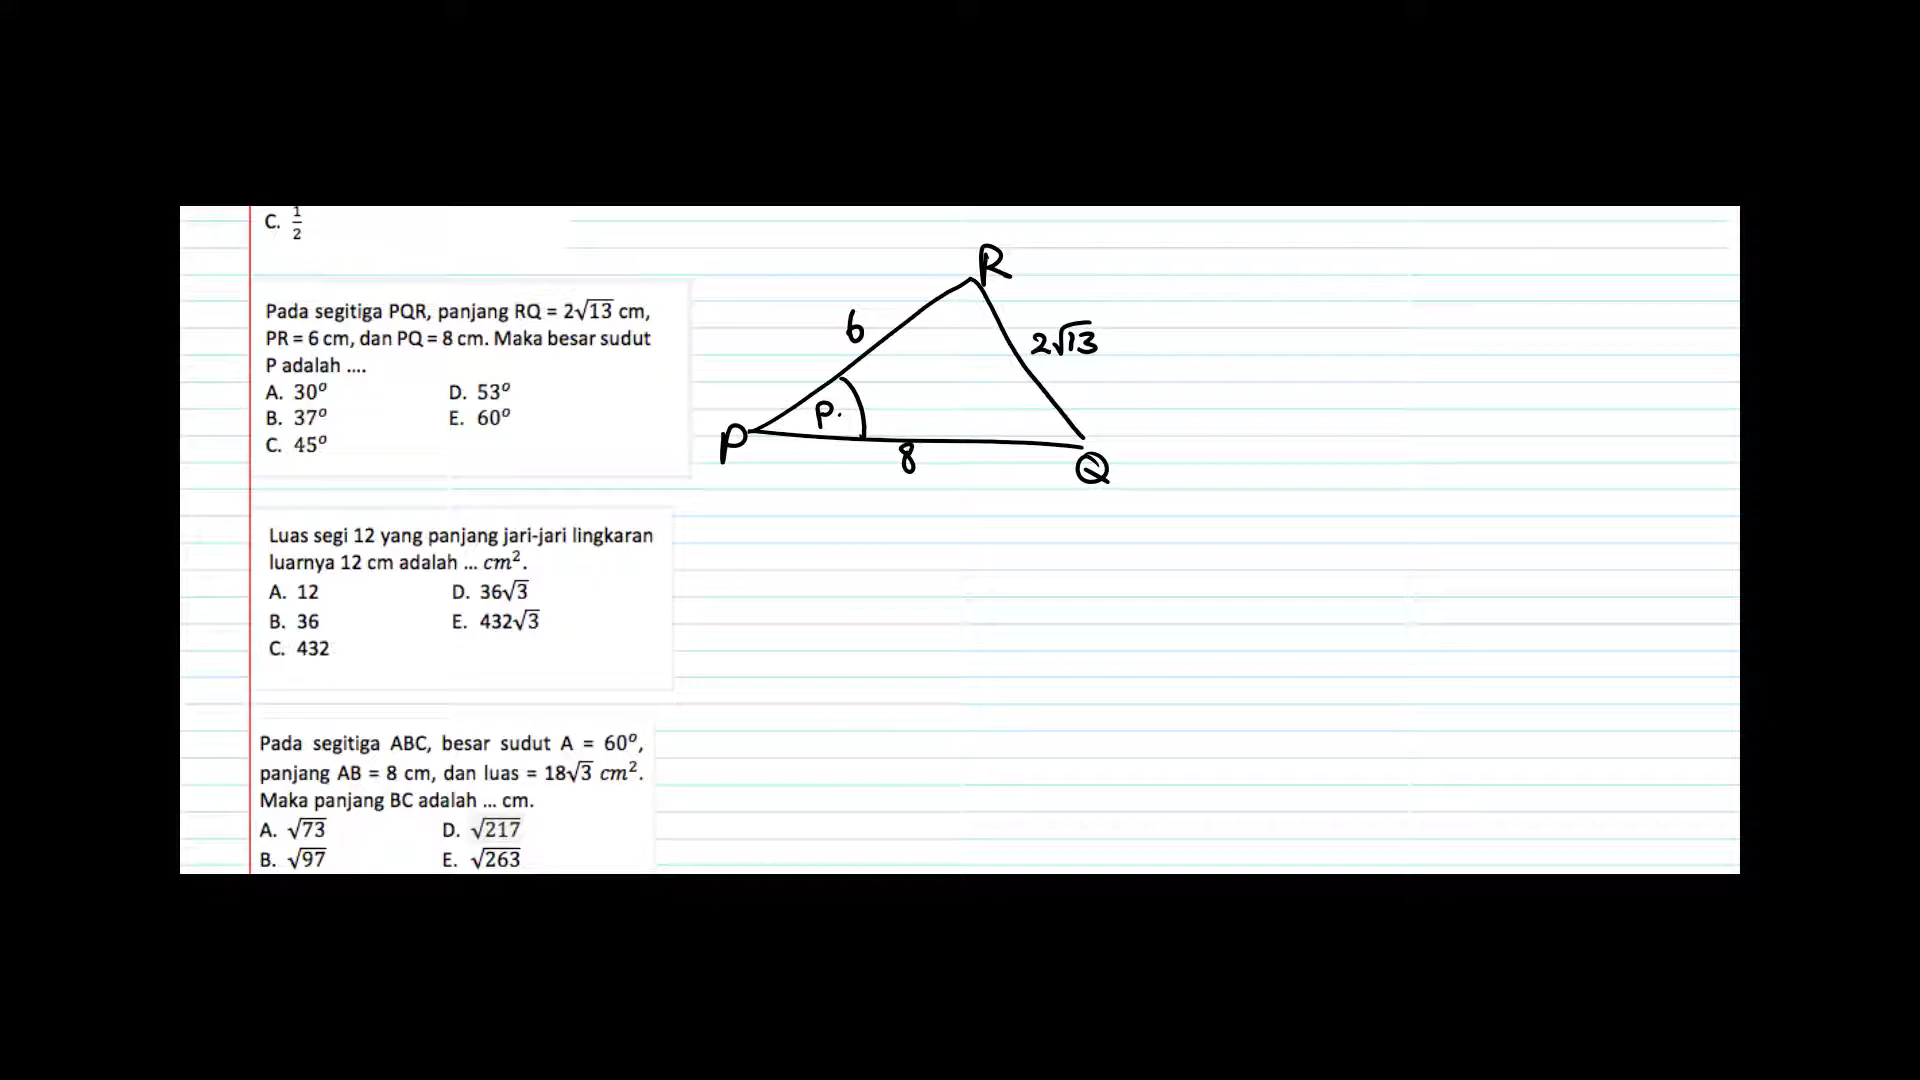 C. 1/2
Pada segitiga PQR, panjang RQ = 2√13 cm,
PR = 6 cm, dan PQ = 8 cm. Maka besar sudut
P adalah ....
A. 30° D. 53°
B. 37° E. 60°
C. 45°
R
6
2√13
P.
P
8
Q
Luas segi 12 yang panjang jari-jari lingkaran
luarnya 12 cm adalah ... cm².
A. 12 D. 36√3
B. 36 E. 432√3
C. 432
Pada segitiga ABC, besar sudut A = 60°,
panjang AB = 8 cm, dan luas = 18√3 cm².
Maka panjang BC adalah ... cm.
A. √73 D. √217
B. √97 E. √263